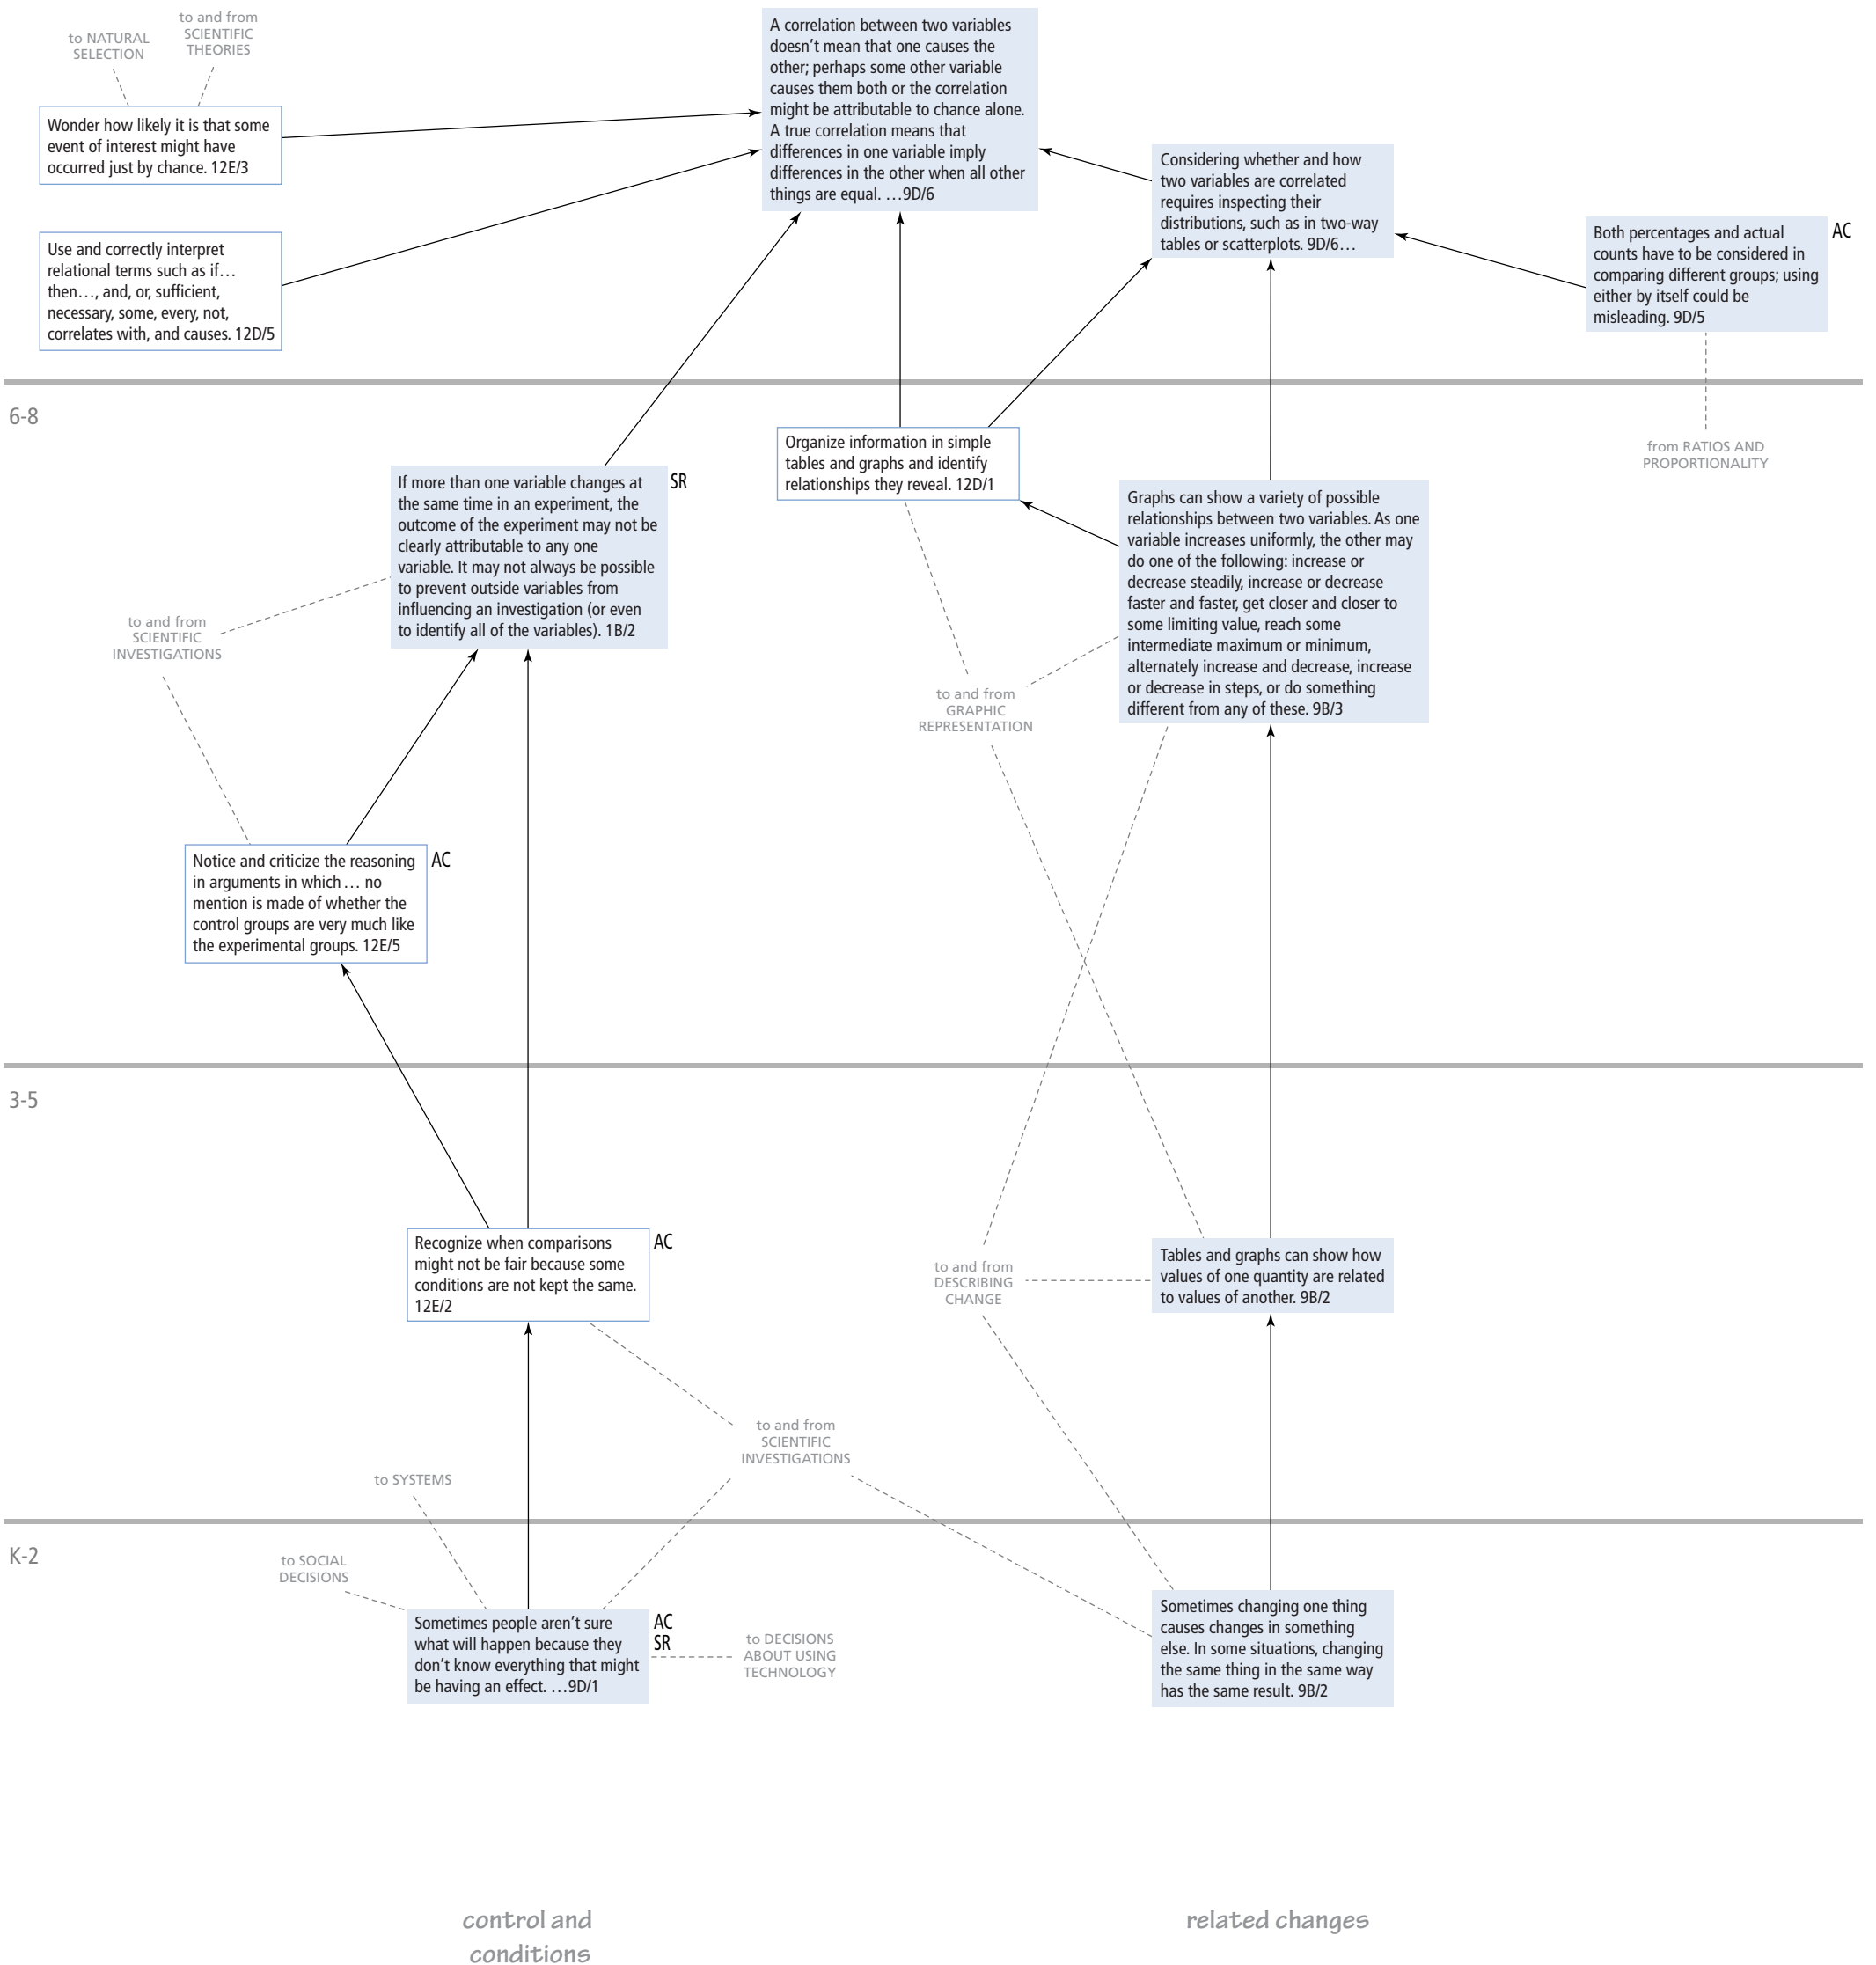 to NATURAL
SELECTION
to and from
SCIENTIFIC
THEORIES
A correlation between two variables
doesn't mean that one causes the
other; perhaps some other variable
causes them both or the correlation
might be attributable to chance alone.
A true correlation means that
differences in one variable imply
differences in the other when all other
things are equal. …9D/6
Wonder how likely it is that some
event of interest might have
occurred just by chance. 12E/3
Considering whether and how
two variables are correlated
requires inspecting their
distributions, such as in two-way
tables or scatterplots. 9D/6…
Both percentages and actual
counts have to be considered in
comparing different groups; using
either by itself could be
misleading. 9D/5
AC
Use and correctly interpret
relational terms such as if…
then…, and, or, sufficient,
necessary, some, every, not,
correlates with, and causes. 12D/5
6-8
from RATIOS AND
PROPORTIONALITY
Organize information in simple
tables and graphs and identify
relationships they reveal. 12D/1
If more than one variable changes at
the same time in an experiment, the
outcome of the experiment may not be
clearly attributable to any one
variable. It may not always be possible
to prevent outside variables from
influencing an investigation (or even
to identify all of the variables). 1B/2
SR
Graphs can show a variety of possible
relationships between two variables. As one
variable increases uniformly, the other may
do one of the following: increase or
decrease steadily, increase or decrease
faster and faster, get closer and closer to
some limiting value, reach some
intermediate maximum or minimum,
alternately increase and decrease, increase
or decrease in steps, or do something
different from any of these. 9B/3
to and from
SCIENTIFIC
INVESTIGATIONS
to and from
GRAPHIC
REPRESENTATION
Notice and criticize the reasoning
in arguments in which … no
mention is made of whether the
control groups are very much like
the experimental groups. 12E/5
AC
3-5
Recognize when comparisons
might not be fair because some
conditions are not kept the same.
12E/2
AC
to and from
DESCRIBING
CHANGE
Tables and graphs can show how
values of one quantity are related
to values of another. 9B/2
to and from
SCIENTIFIC
INVESTIGATIONS
to SYSTEMS
K-2
to SOCIAL
DECISIONS
Sometimes people aren't sure
what will happen because they
don't know everything that might
be having an effect. …9D/1
AC
SR
to DECISIONS
ABOUT USING
TECHNOLOGY
Sometimes changing one thing
causes changes in something
else. In some situations, changing
the same thing in the same way
has the same result. 9B/2
control and
conditions
related changes